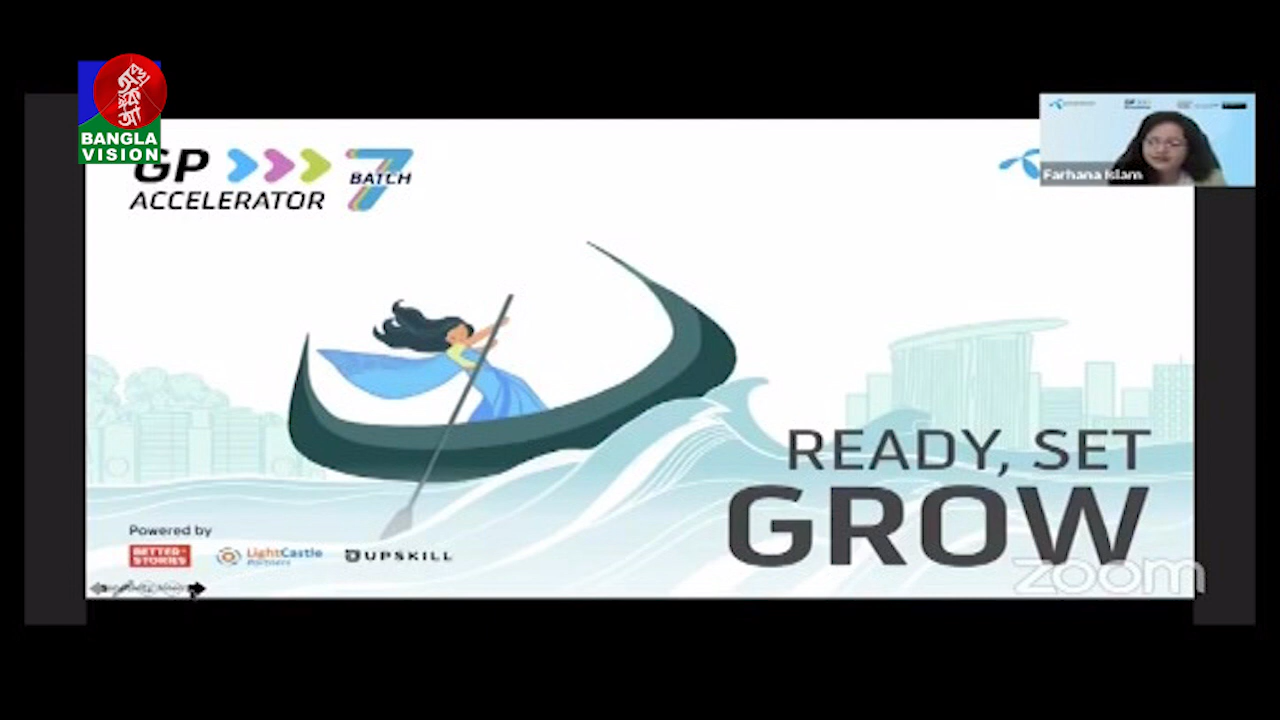 BANGLA
VISION
GP
BATCH
ACCELERATOR
7
Farhana Islam
READY, SET
GROW
Powered by
BETTER
STORIES
LightCastle
Partners
UPSKILL
zoom